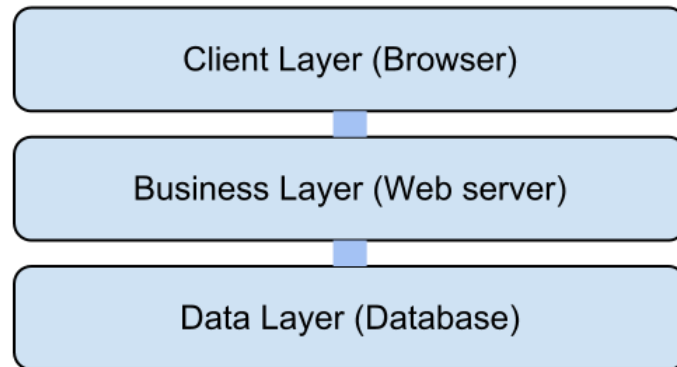 Client Layer (Browser)
Business Layer (Web server)
Data Layer (Database)